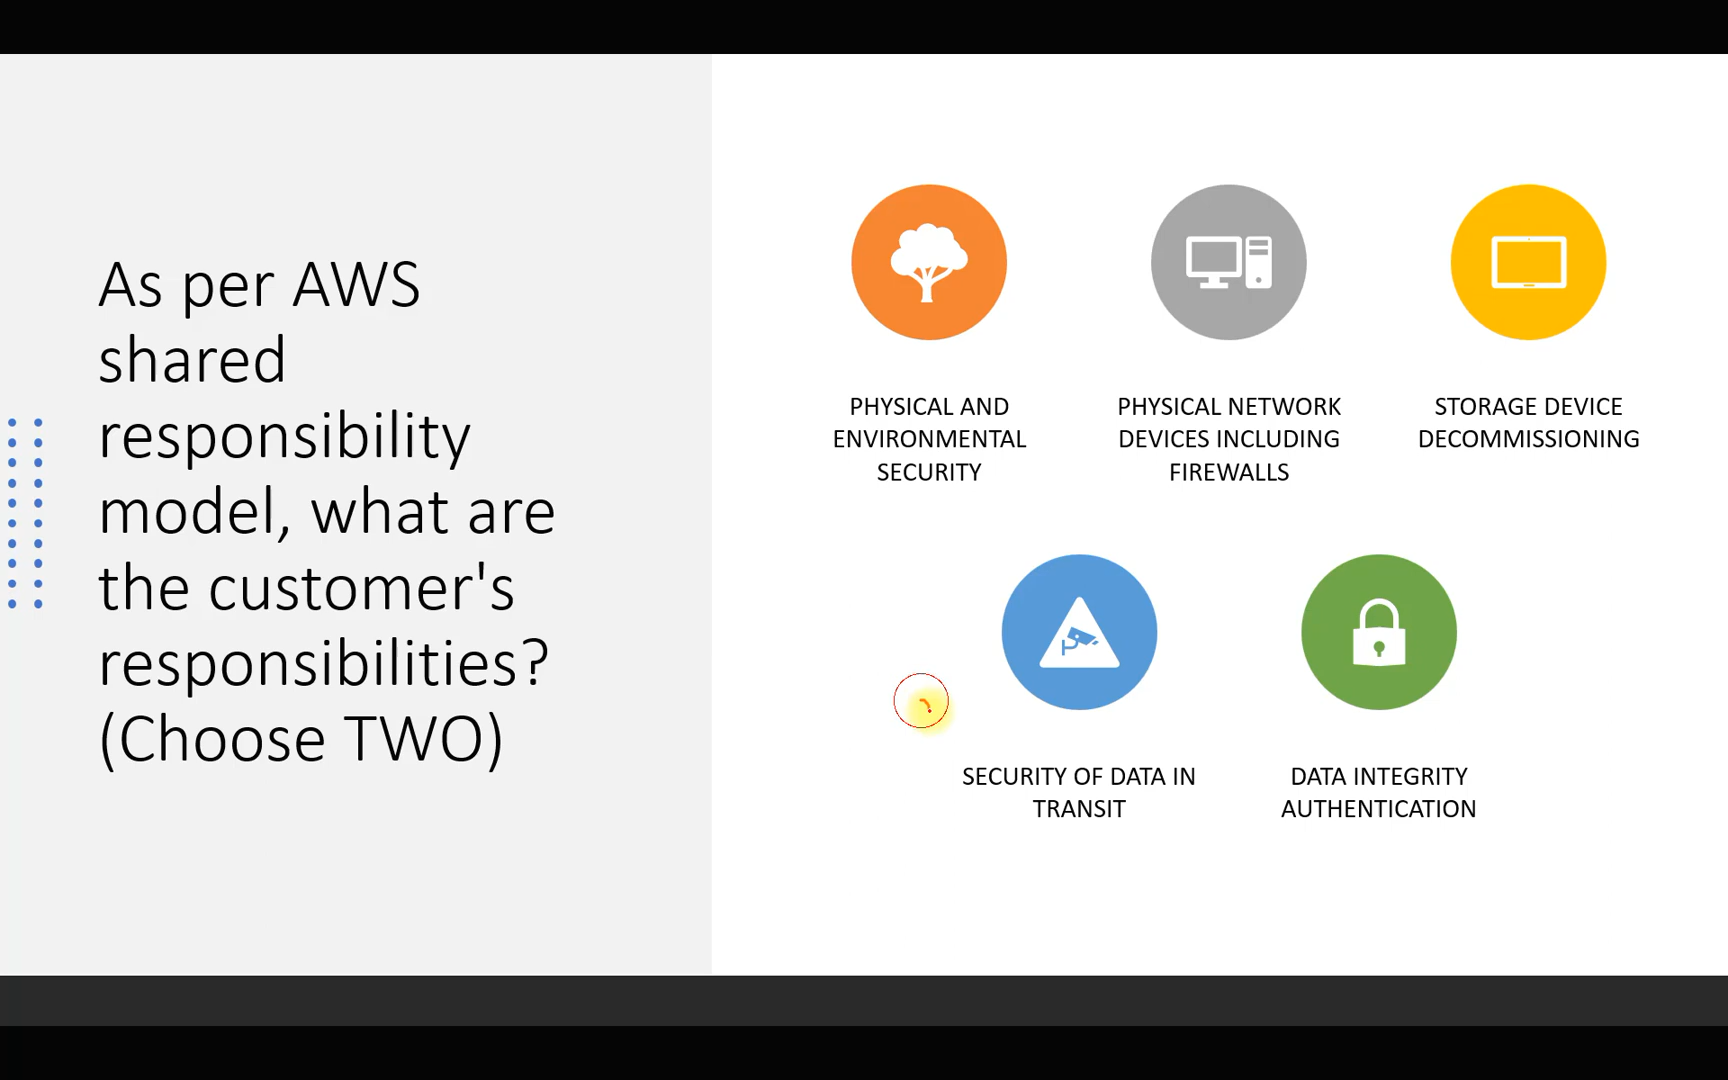 As per AWS
shared
responsibility
model, what are
the customer's
responsibilities?
(Choose TWO)
PHYSICAL AND
ENVIRONMENTAL
SECURITY
PHYSICAL NETWORK
DEVICES INCLUDING
FIREWALLS
STORAGE DEVICE
DECOMMISSIONING
SECURITY OF DATA IN
TRANSIT
DATA INTEGRITY
AUTHENTICATION